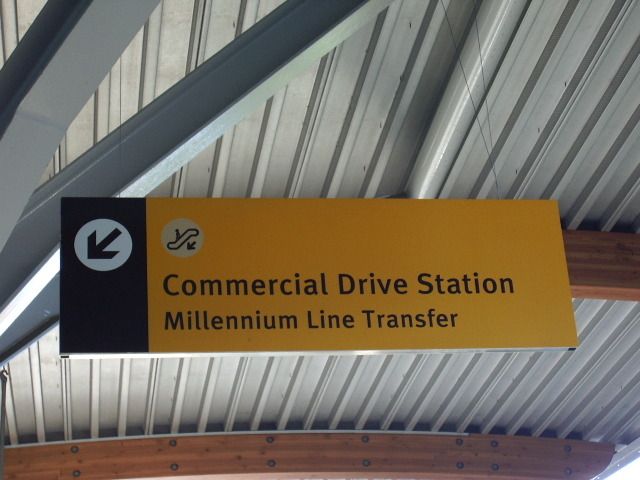 Commercial Drive Station
Millennium Line Transfer